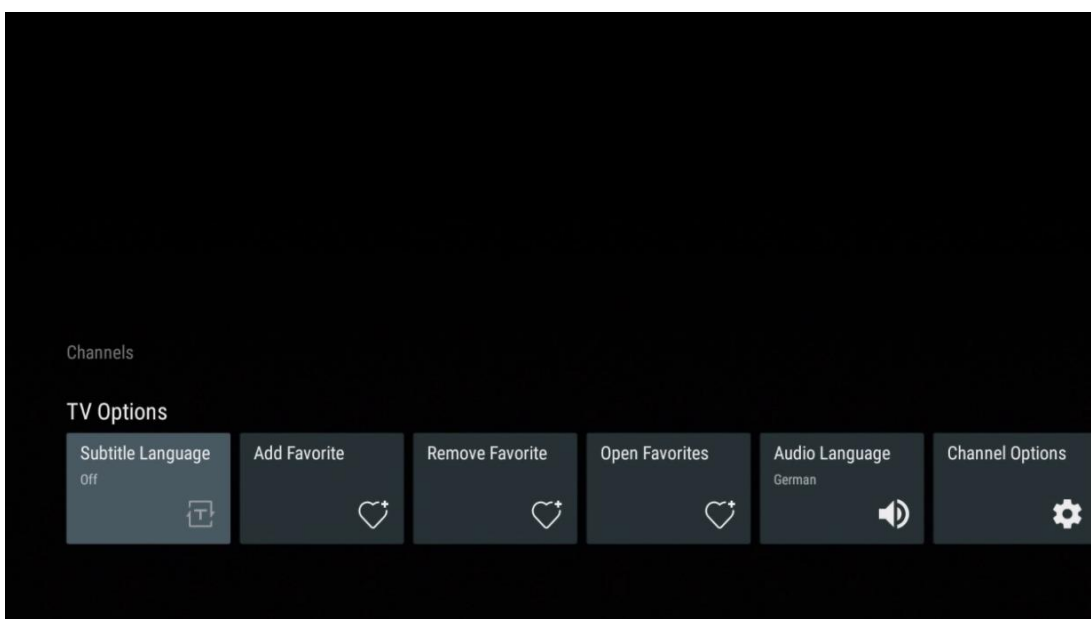 Channels
TV Options
Subtitle Language
Off
Add Favorite
Remove Favorite
Open Favorites
Audio Language
German
Channel Options